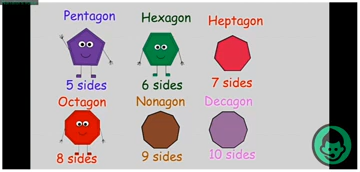 Pentagon
Hexagon
Heptagon
5 sides
6 sides
7 sides
Octagon
Nonagon
Decagon
8 sides
9 sides
10 sides